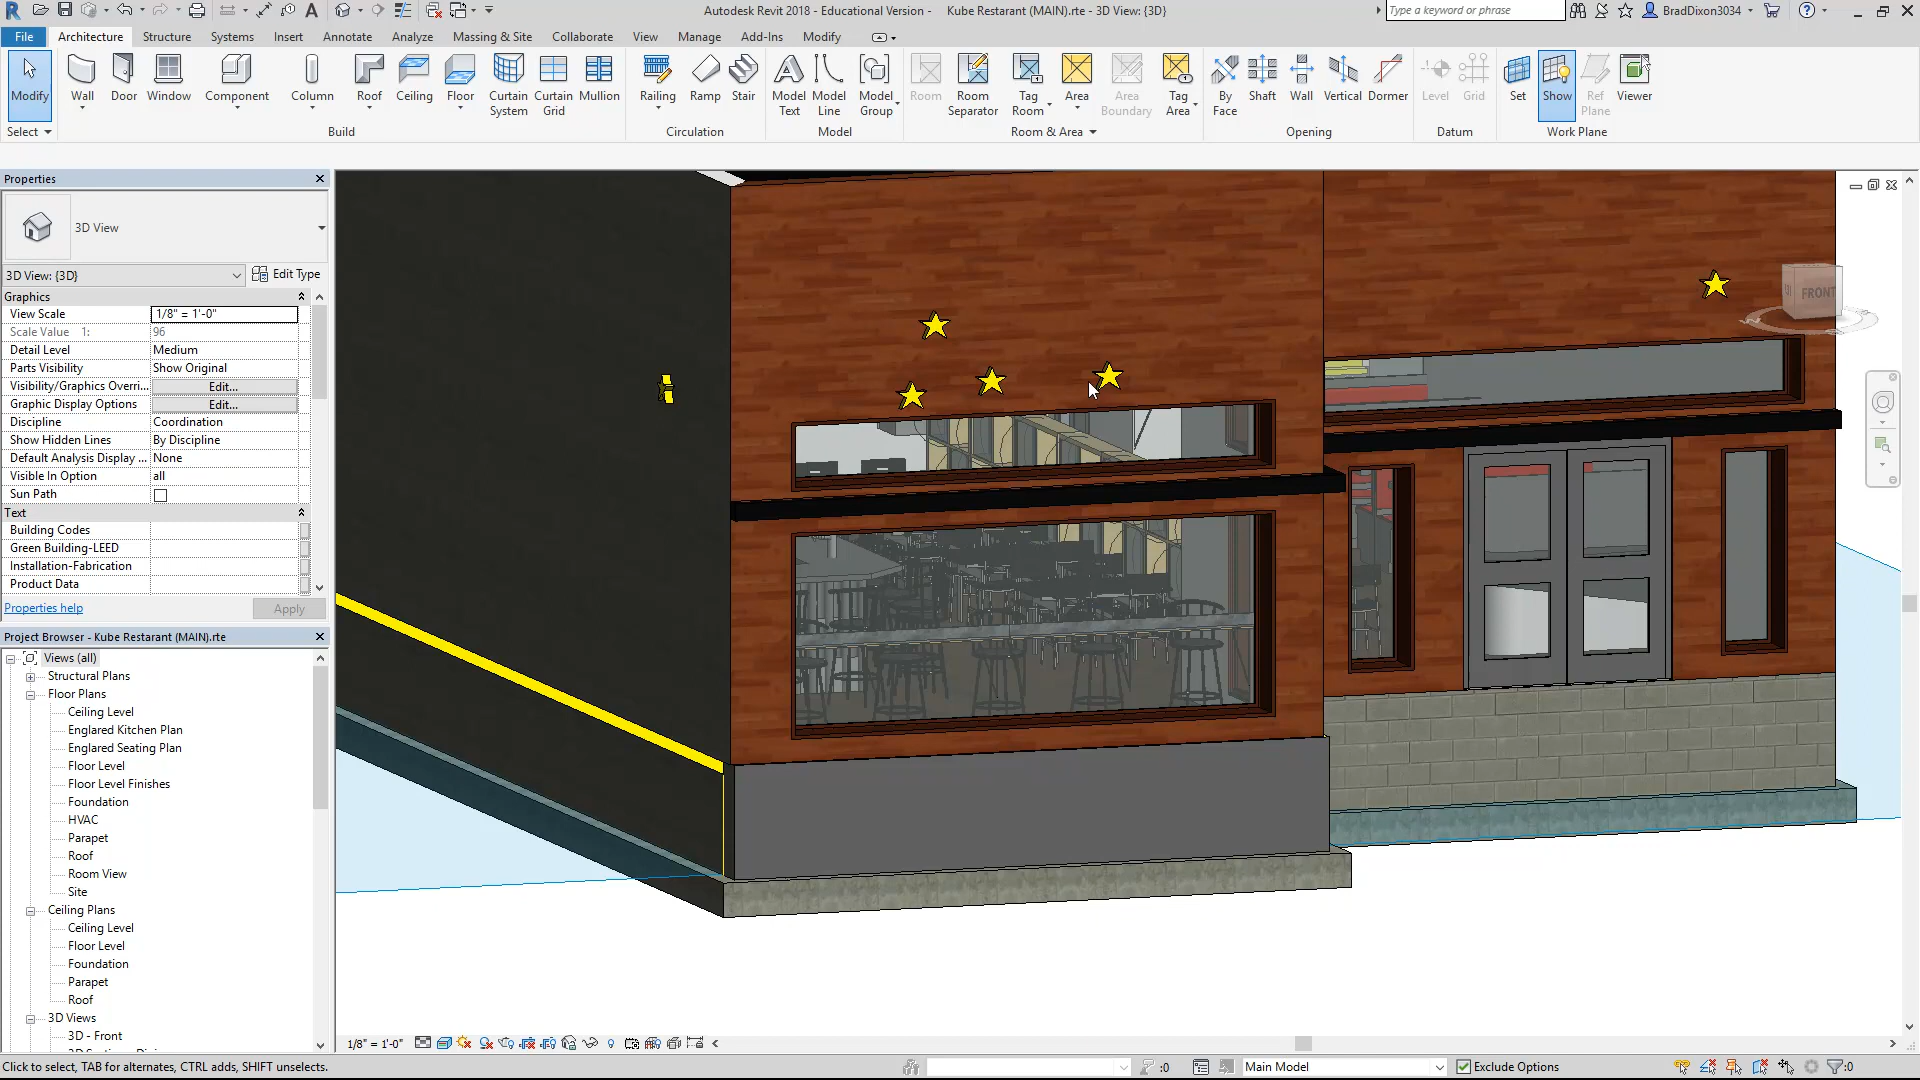 Autodesk Revit 2018 - Educational Version -    Kube Restarant (MAIN).rte - 3D View: {3D}
Type a keyword or phrase
BradDixon3034
File Architecture Structure Systems Insert Annotate Analyze Massing & Site Collaborate View Manage Add-Ins Modify
Modify Wall Door Window Component Column Roof Ceiling Floor Curtain System Curtain Grid Mullion Railing Ramp Stair Model Text Model Line Model Group Room Room Separator Tag Room Area Area Boundary Tag Area By Face Shaft Wall Vertical Dormer Level Grid Set Show Ref Plane Viewer
Select Build Circulation Model Room & Area Opening Datum Work Plane
Properties
3D View
3D View: {3D} Edit Type
Graphics
View Scale 1/8" = 1'-0"
Scale Value 1: 96
Detail Level Medium
Parts Visibility Show Original
Visibility/Graphics Overri... Edit...
Graphic Display Options Edit...
Discipline Coordination
Show Hidden Lines By Discipline
Default Analysis Display ... None
Visible In Option all
Sun Path
Text
Building Codes
Green Building-LEED
Installation-Fabrication
Product Data
Properties help Apply
Project Browser - Kube Restarant (MAIN).rte
Views (all)
Structural Plans
Floor Plans
Ceiling Level
Englared Kitchen Plan
Englared Seating Plan
Floor Level
Floor Level Finishes
Foundation
HVAC
Parapet
Roof
Room View
Site
Ceiling Plans
Ceiling Level
Floor Level
Foundation
Parapet
Roof
3D Views
3D - Front
FRONT
1/8" = 1'-0"
Click to select, TAB for alternates, CTRL adds, SHIFT unselects.
:0
Main Model
Exclude Options
:0